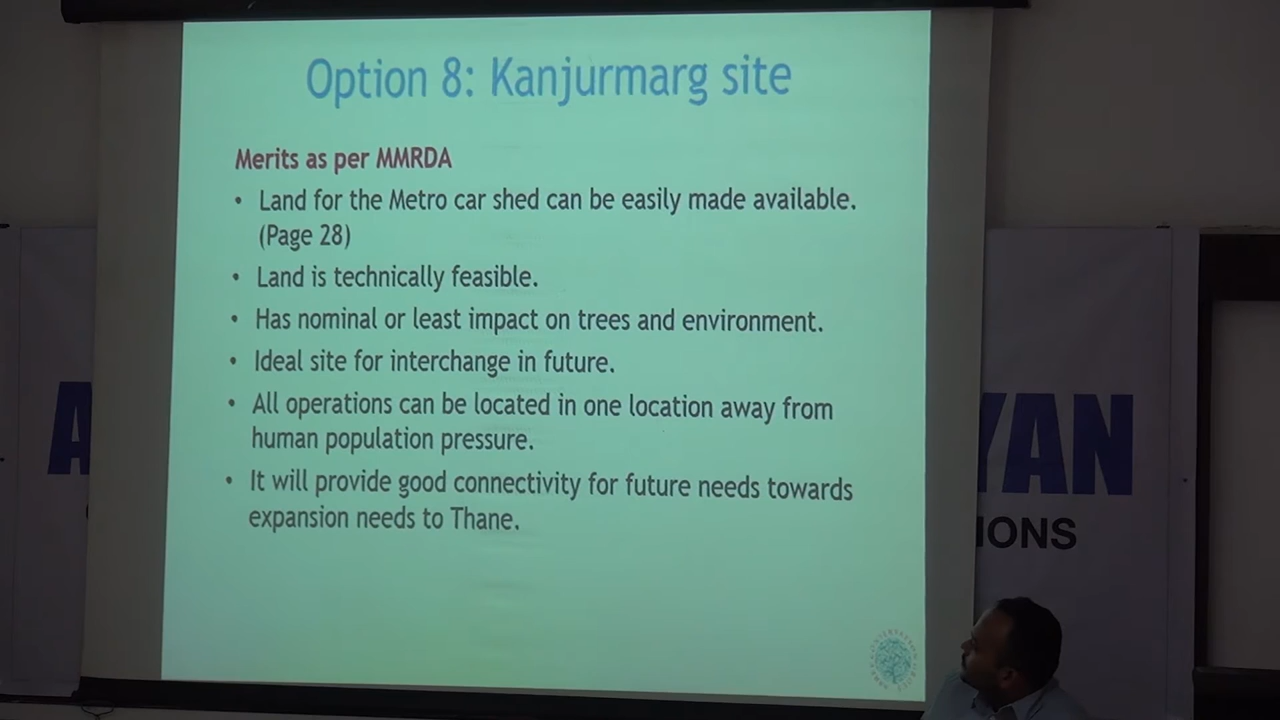 Option 8: Kanjurmarg site
Merits as per MMRDA
• Land for the Metro car shed can be easily made available.
(Page 28)
• Land is technically feasible.
• Has nominal or least impact on trees and environment.
• Ideal site for interchange in future.
• All operations can be located in one location away from
human population pressure.
• It will provide good connectivity for future needs towards
expansion needs to Thane.
A
YAN
IONS